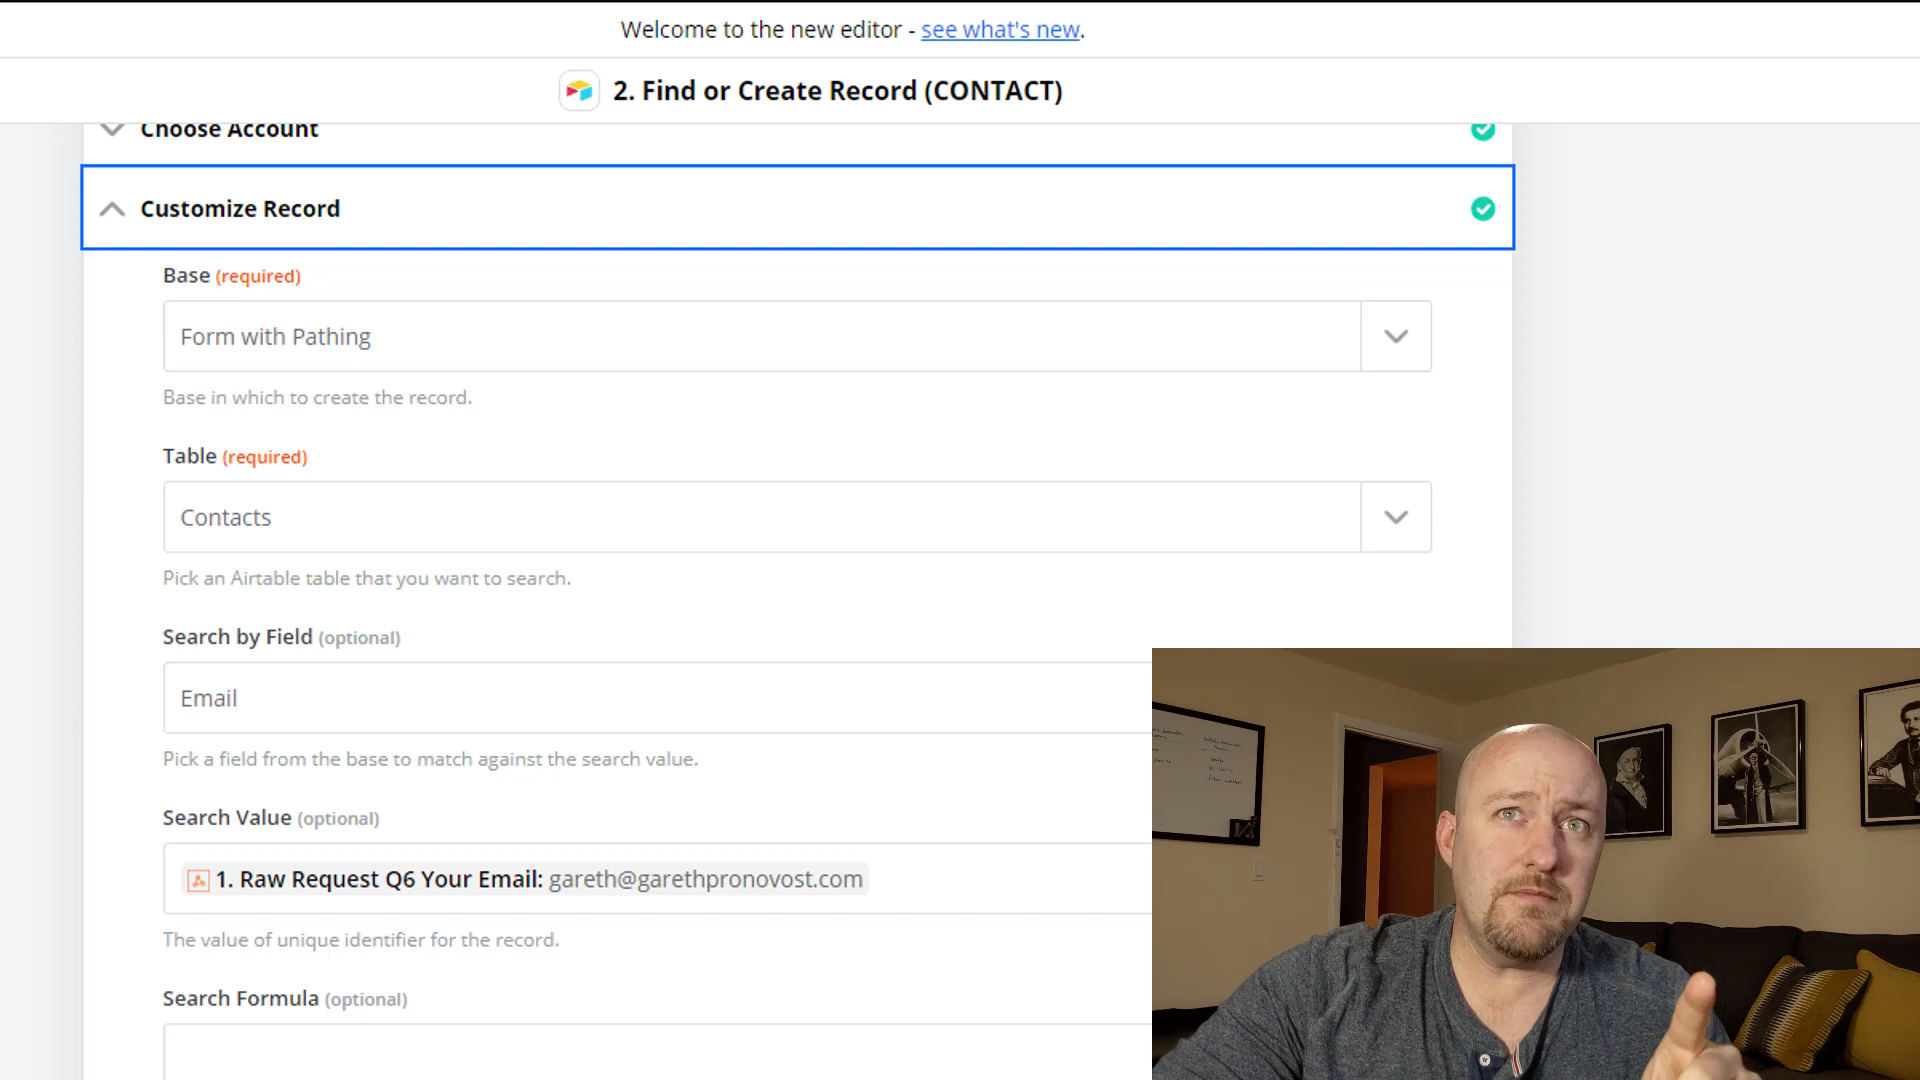 Welcome to the new editor - see what's new.
2. Find or Create Record (CONTACT)
Choose Account
Customize Record
Base (required)
Form with Pathing
Base in which to create the record.
Table (required)
Contacts
Pick an Airtable table that you want to search.
Search by Field (optional)
Email
Pick a field from the base to match against the search value.
Search Value (optional)
1. Raw Request Q6 Your Email: gareth@garethpronovost.com
The value of unique identifier for the record.
Search Formula (optional)